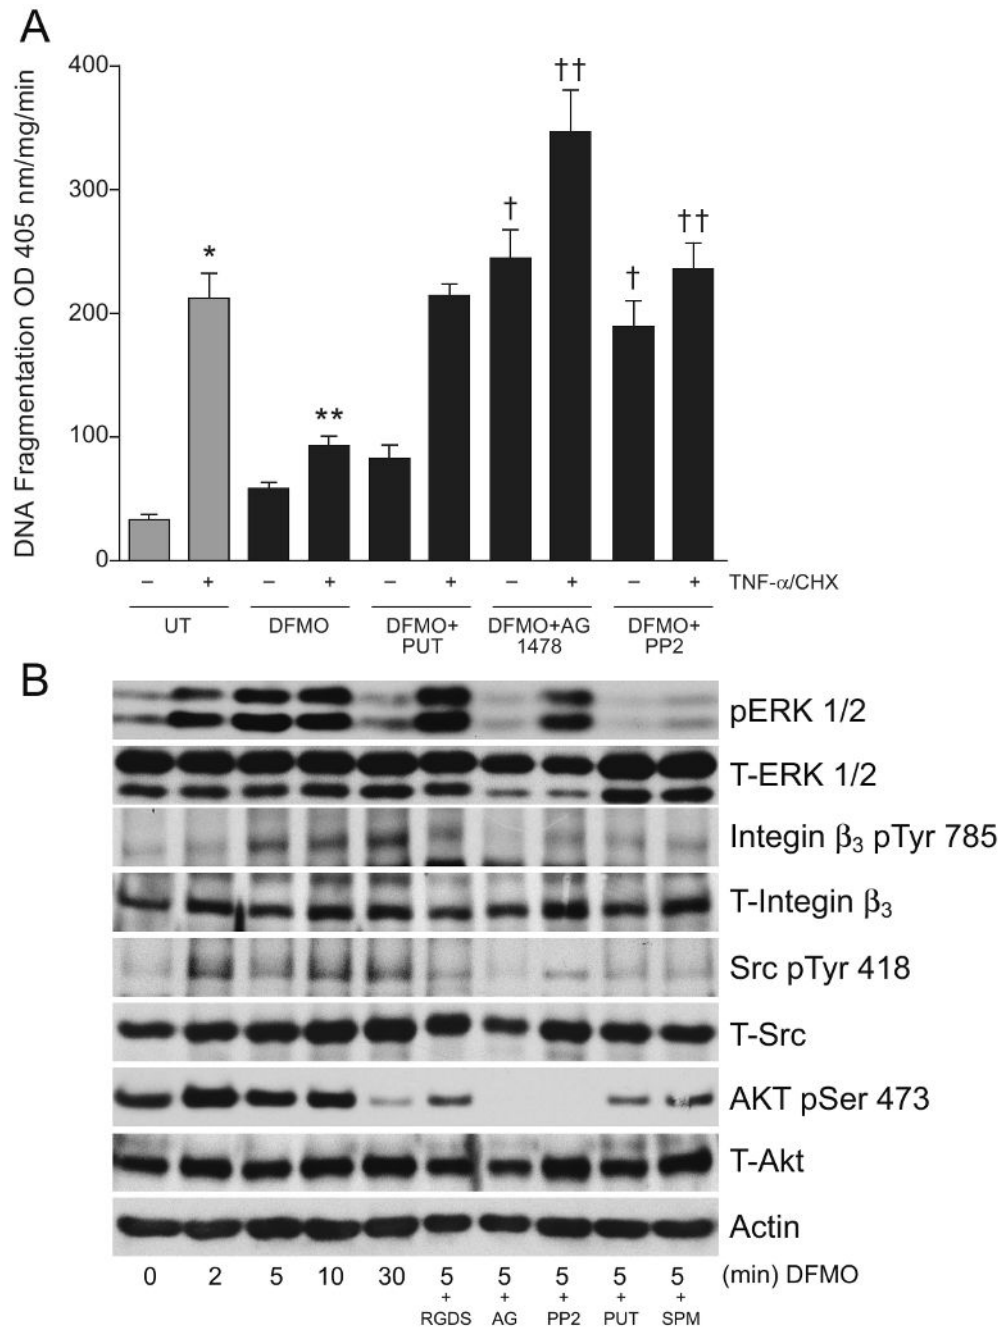 A
DNA Fragmentation OD 405 nm/mg/min
400
††
300
†
††
*
†
200
**
100
0
– + – + – + – + – + TNF-α/CHX
UT DFMO DFMO+ DFMO+AG DFMO+
PUT 1478 PP2
B
pERK 1/2
T-ERK 1/2
Integin β3 pTyr 785
T-Integin β3
Src pTyr 418
T-Src
AKT pSer 473
T-Akt
Actin
0 2 5 10 30 5 5 5 5 5 (min) DFMO
+ + + + +
RGDS AG PP2 PUT SPM